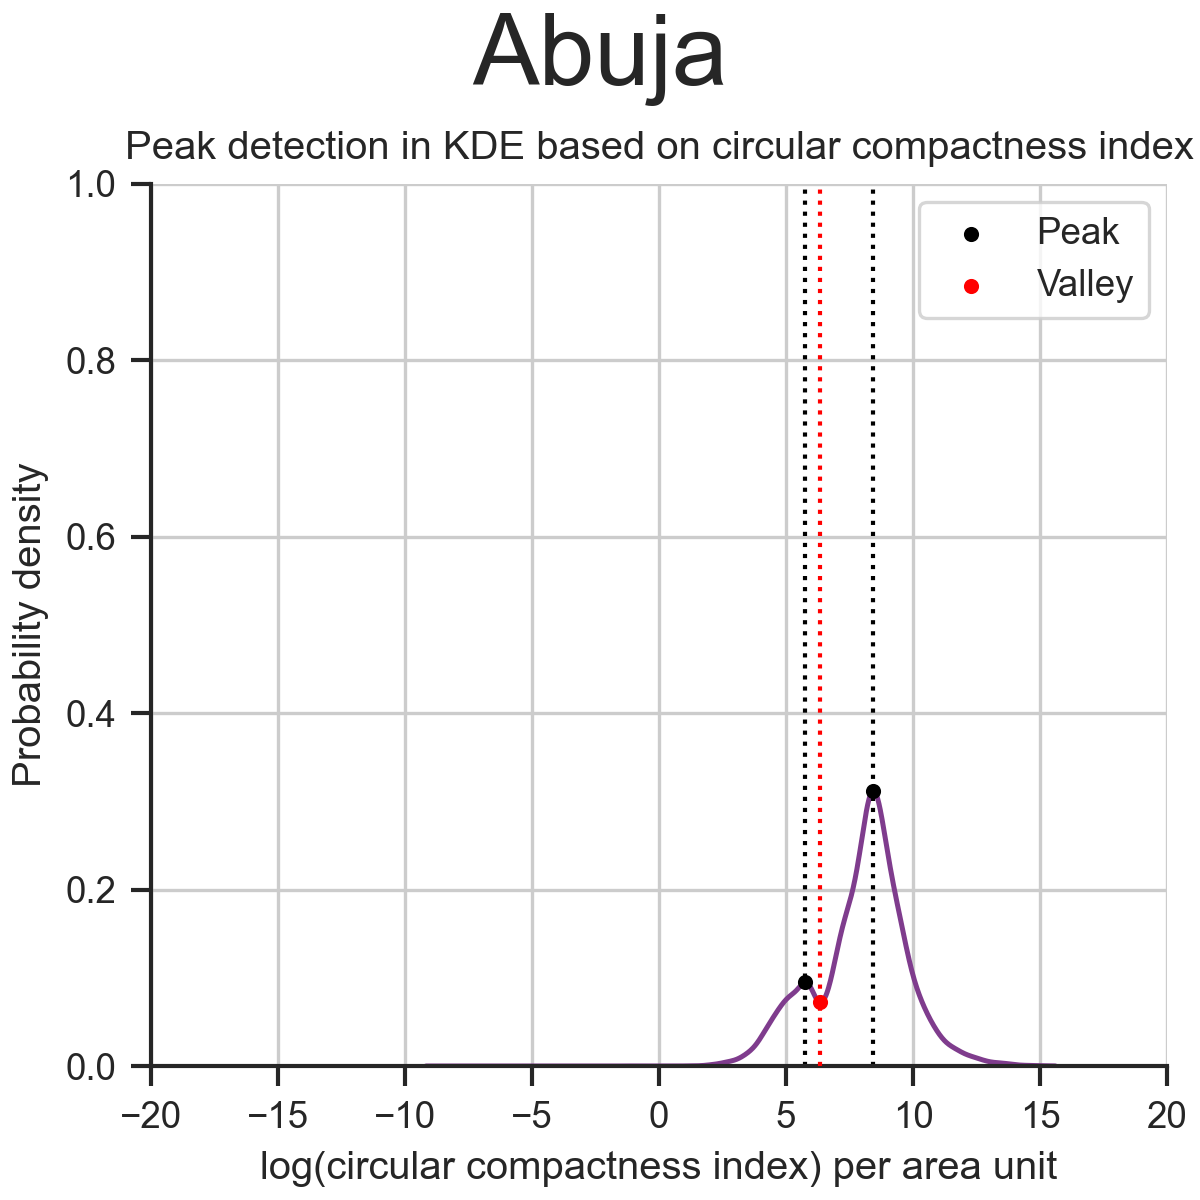 Abuja
Peak detection in KDE based on circular compactness index
1.0
0.8
0.6
0.4
0.2
0.0
Probability density
Peak
Valley
−20 −15 −10 −5 0 5 10 15 20
log(circular compactness index) per area unit